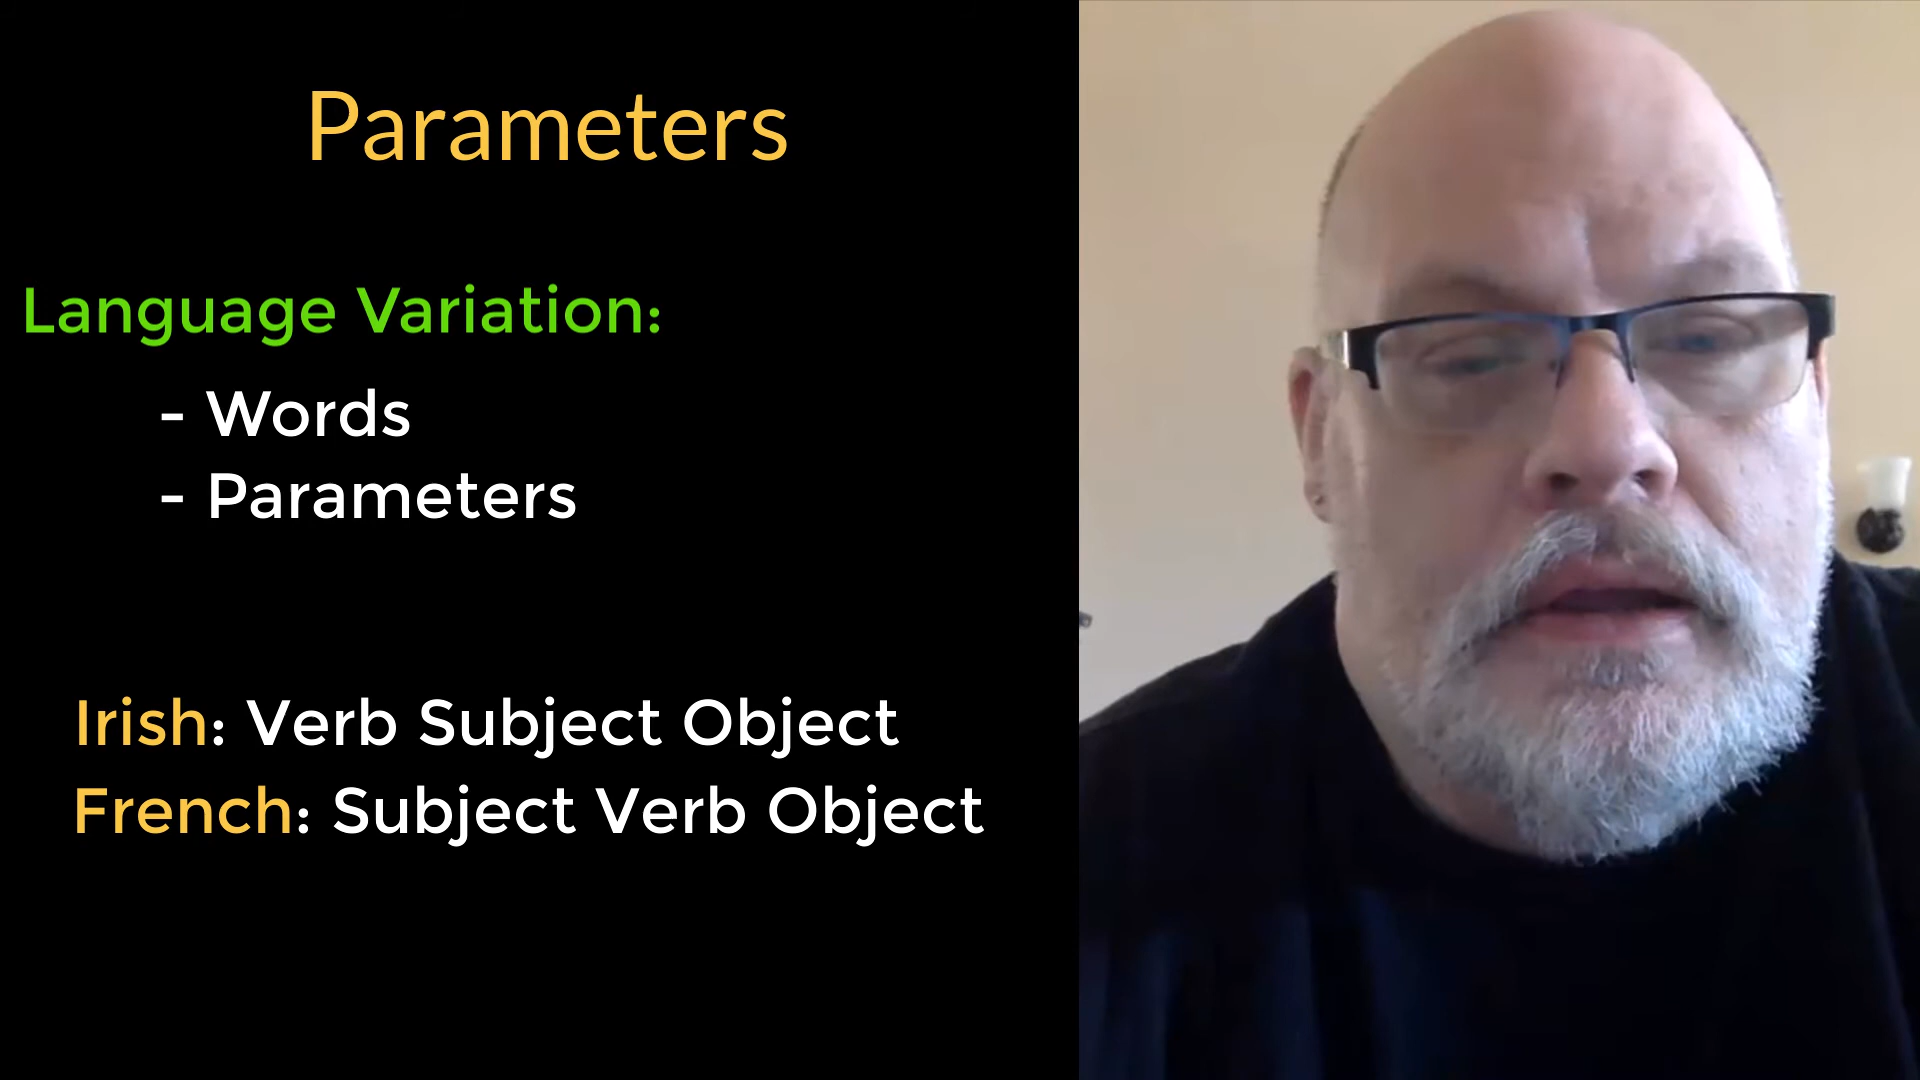 Parameters
Language Variation:
- Words
- Parameters
Irish: Verb Subject Object
French: Subject Verb Object